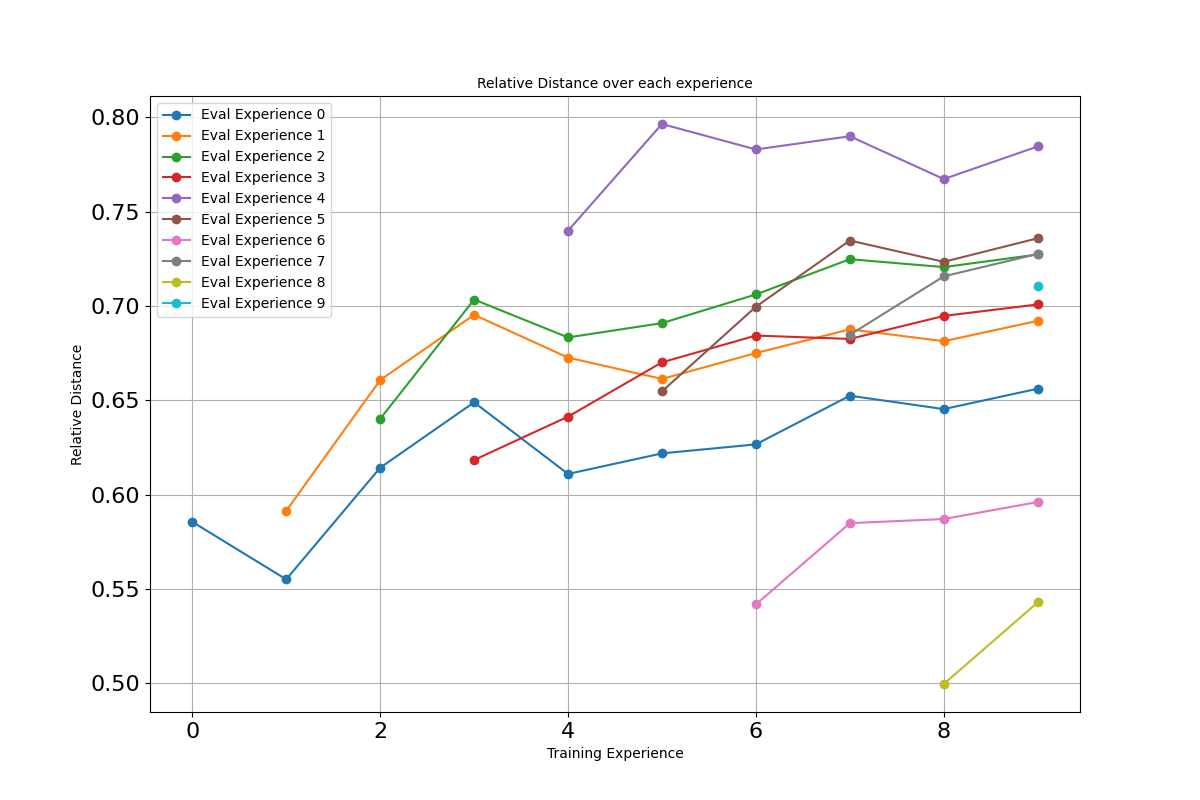 Relative Distance over each experience
Eval Experience 0
Eval Experience 1
Eval Experience 2
Eval Experience 3
Eval Experience 4
Eval Experience 5
Eval Experience 6
Eval Experience 7
Eval Experience 8
Eval Experience 9
0.80
0.75
0.70
0.65
0.60
0.55
0.50
Relative Distance
0 2 4 6 8
Training Experience